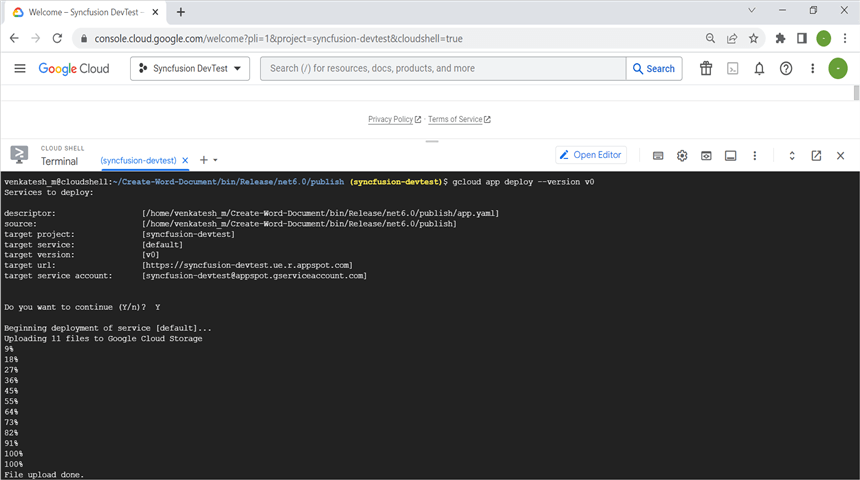 Welcome – Syncfusion DevTest –
console.cloud.google.com/welcome?pli=1&project=syncfusion-devtest&cloudshell=true
Google Cloud
Syncfusion DevTest
Search (/) for resources, docs, products, and more
Search
Privacy Policy · Terms of Service
CLOUD SHELL
Terminal
(syncfusion-devtest)
Open Editor
venkatesh_m@cloudshell:~/Create-Word-Document/bin/Release/net6.0/publish (syncfusion-devtest)$ gcloud app deploy --version v0
Services to deploy:
descriptor: [/home/venkatesh_m/Create-Word-Document/bin/Release/net6.0/publish/app.yaml]
source: [/home/venkatesh_m/Create-Word-Document/bin/Release/net6.0/publish]
target project: [syncfusion-devtest]
target service: [default]
target version: [v0]
target url: [https://syncfusion-devtest.ue.r.appspot.com]
target service account: [syncfusion-devtest@appspot.gserviceaccount.com]
Do you want to continue (Y/n)? Y
Beginning deployment of service [default]...
Uploading 11 files to Google Cloud Storage
9%
18%
27%
36%
45%
55%
64%
73%
82%
91%
100%
100%
File upload done.